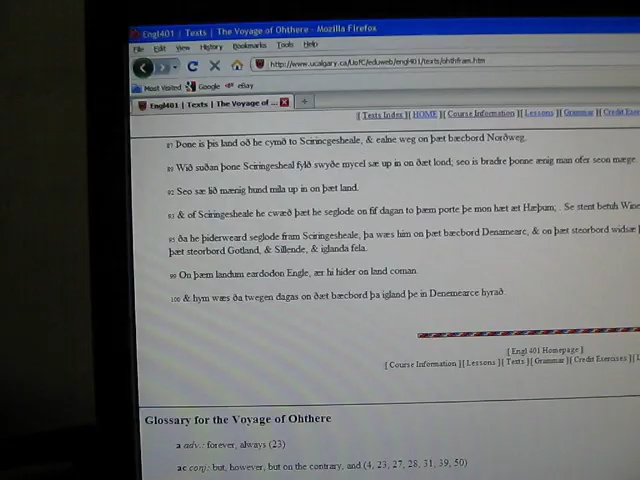 Engl401 | Texts | The Voyage of Ohthere - Mozilla Firefox
File Edit View History Bookmarks Tools Help
http://www.ucalgary.ca/UofC/eduweb/engl401/texts/ohthfram.htm
Most Visited Google eBay
Engl401 | Texts | The Voyage of ...
[ Texts Index ][ HOME ][ Course Information ][ Lessons ][ Grammar ][ Credit Exer
87 Þone is þis land oð he cymð to Scirincgesheale, & ealne weg on þæt bæcbord Norðweg.
89 Wið suðan þone Sciringesheal fylð swyðe mycel sæ up in on ðæt lond; seo is bradre þonne ænig man ofer seon mæge.
92 Seo sæ lið mænig hund mila up in on þæt land.
93 & of Sciringesheale he cwæð þæt he seglode on fif dagan to þæm porte þe mon hæt æt Hæþum; . Se stent betuh Wine
95 ða he þiderweard seglode fram Sciringesheale, þa wæs him on þæt bæcbord Denamearc, & on þæt steorbord widsæ
þæt steorbord Gotland, & Sillende, & iglanda fela.
99 On þæm landum eardodon Engle, ær hi hider on land coman.
100 & hym wæs ða twegen dagas on ðæt bæcbord þa igland þe in Denemearce hyrað.
[ Engl 401 Homepage ]
[ Course Information ][ Lessons ][ Texts ][ Grammar ][ Credit Exercises ][
Glossary for the Voyage of Ohthere
a adv.: forever, always (23)
ac conj: but, however, but on the contrary, and (4, 23, 27, 28, 31, 39, 50)